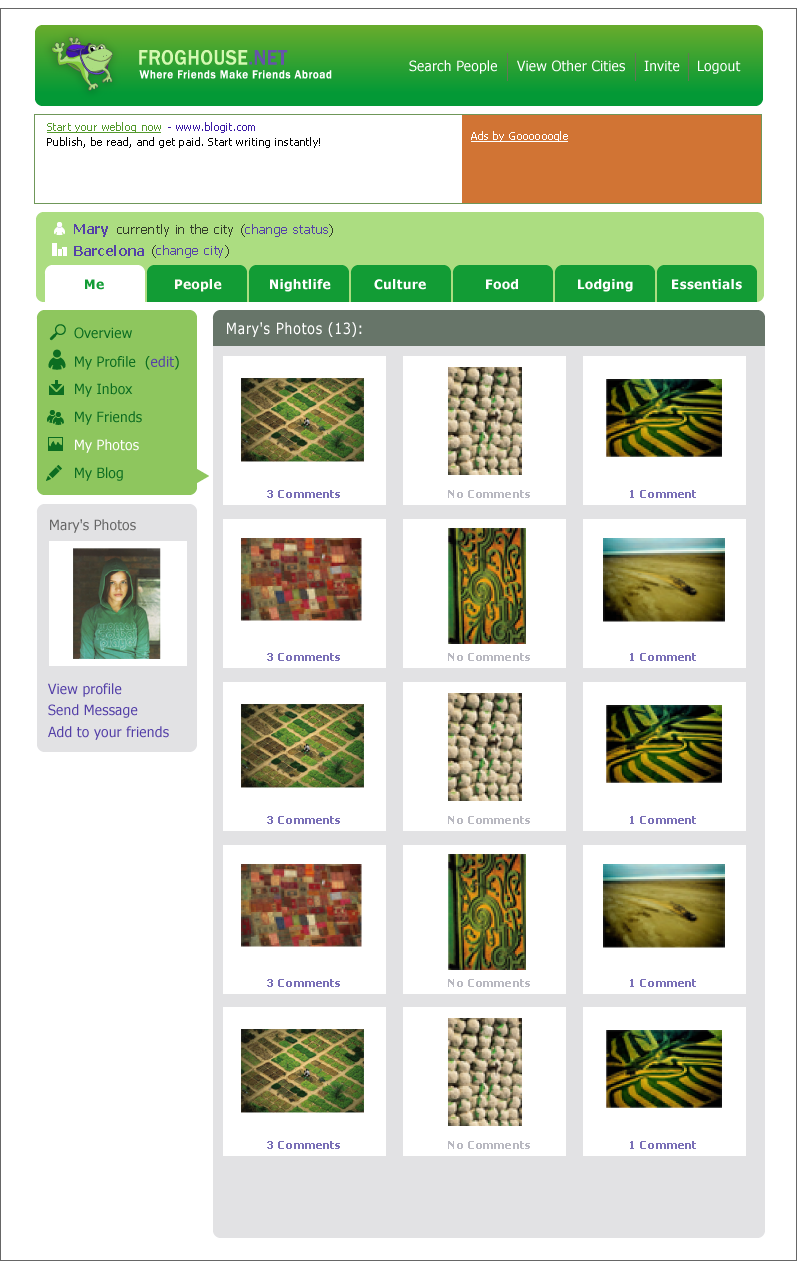 FROGHOUSE.NET
Where Friends Make Friends Abroad
Search People View Other Cities Invite Logout
Start your weblog now - www.blogit.com
Publish, be read, and get paid. Start writing instantly!
Ads by Goooooogle
Mary currently in the city (change status)
Barcelona (change city)
Me People Nightlife Culture Food Lodging Essentials
Overview
My Profile (edit)
My Inbox
My Friends
My Photos
My Blog
Mary's Photos
View profile
Send Message
Add to your friends
Mary's Photos (13):
3 Comments No Comments 1 Comment
3 Comments No Comments 1 Comment
3 Comments No Comments 1 Comment
3 Comments No Comments 1 Comment
3 Comments No Comments 1 Comment